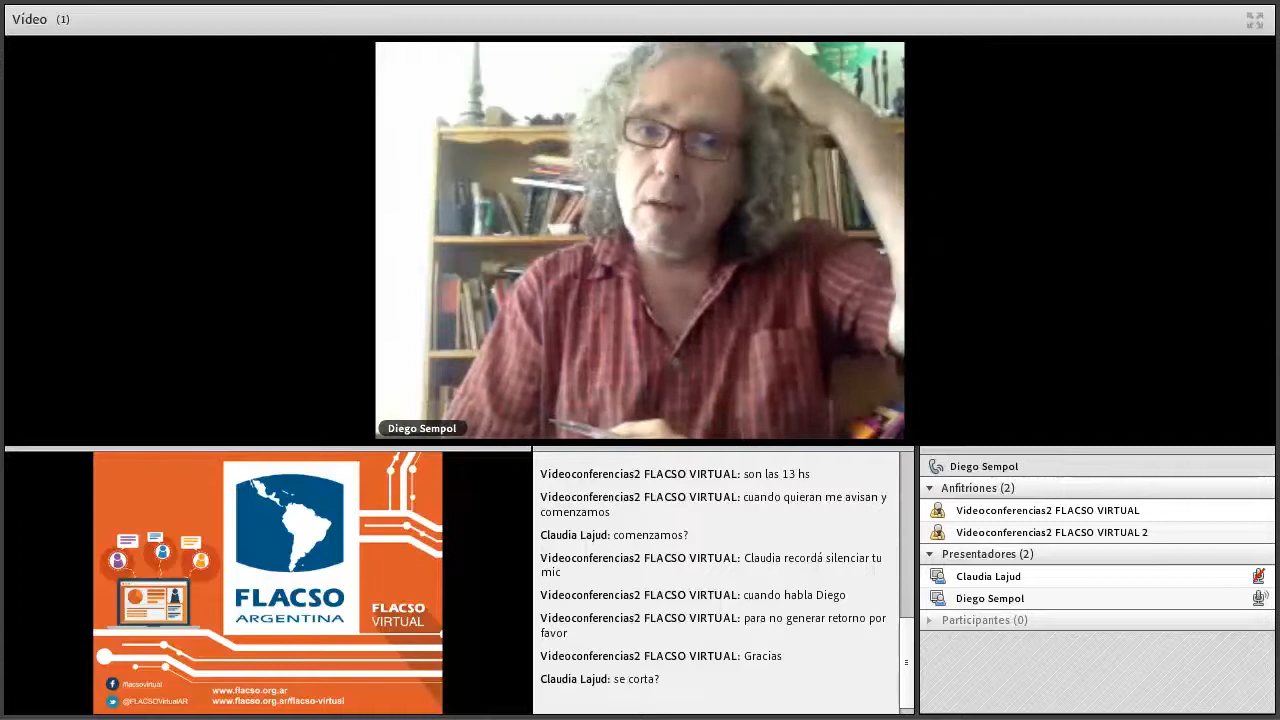 Vídeo (1)
Diego Sempol
FLACSO
ARGENTINA
FLACSO
VIRTUAL
/flacsovirtual
@FLACSOVirtualAR
www.flacso.org.ar
www.flacso.org.ar/flacso-virtual
Videoconferencias2 FLACSO VIRTUAL: son las 13 hs
Videoconferencias2 FLACSO VIRTUAL: cuando quieran me avisan y
comenzamos
Claudia Lajud: comenzamos?
Videoconferencias2 FLACSO VIRTUAL: Claudia recordá silenciar tu
mic
Videoconferencias2 FLACSO VIRTUAL: cuando habla Diego
Videoconferencias2 FLACSO VIRTUAL: para no generar retorno por
favor
Videoconferencias2 FLACSO VIRTUAL: Gracias
Claudia Lajud: se corta?
Diego Sempol
Anfitriones (2)
Videoconferencias2 FLACSO VIRTUAL
Videoconferencias2 FLACSO VIRTUAL 2
Presentadores (2)
Claudia Lajud
Diego Sempol
Participantes (0)